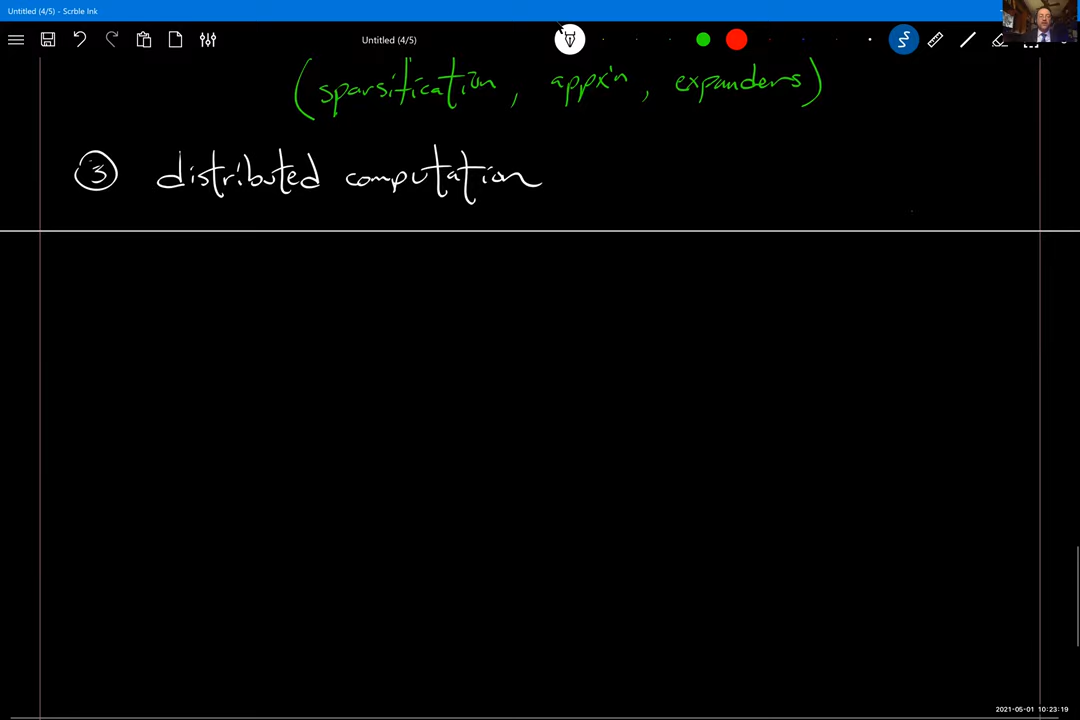 Untitled (4/5) - Scrble Ink
Untitled (4/5)
(sparsification, appx'n, expanders)
③ distributed computation
2021-05-01 10:23:19